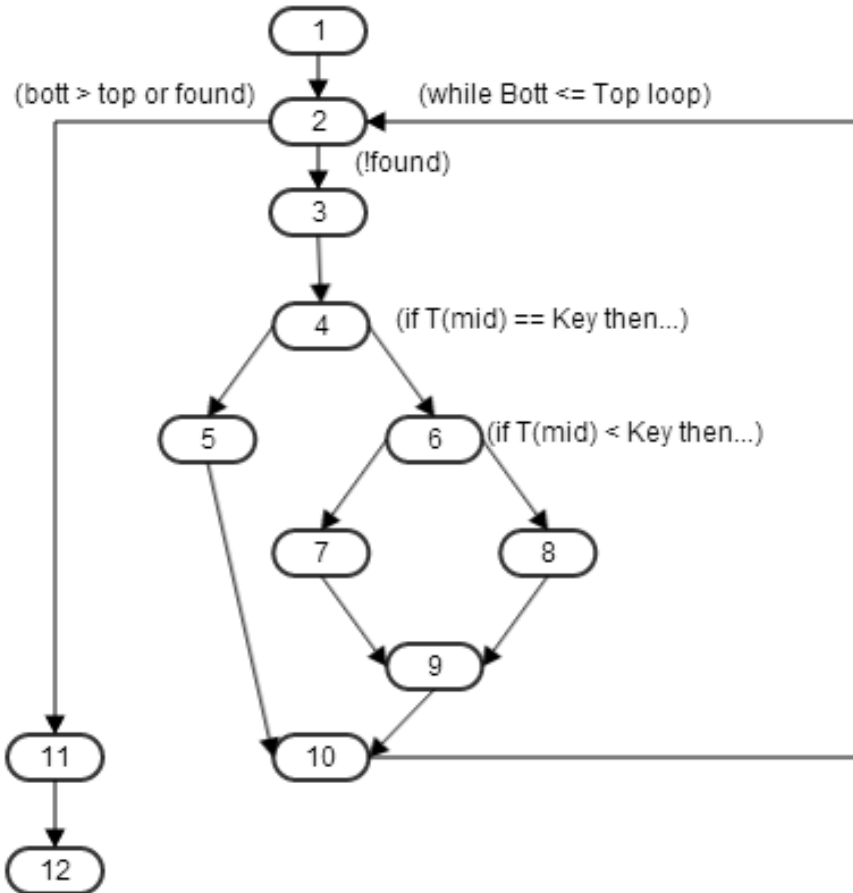 1
(bott > top or found)
(while Bott <= Top loop)
2
(!found)
3
4
(if T(mid) == Key then...)
5
6
(if T(mid) < Key then...)
7
8
9
11
10
12